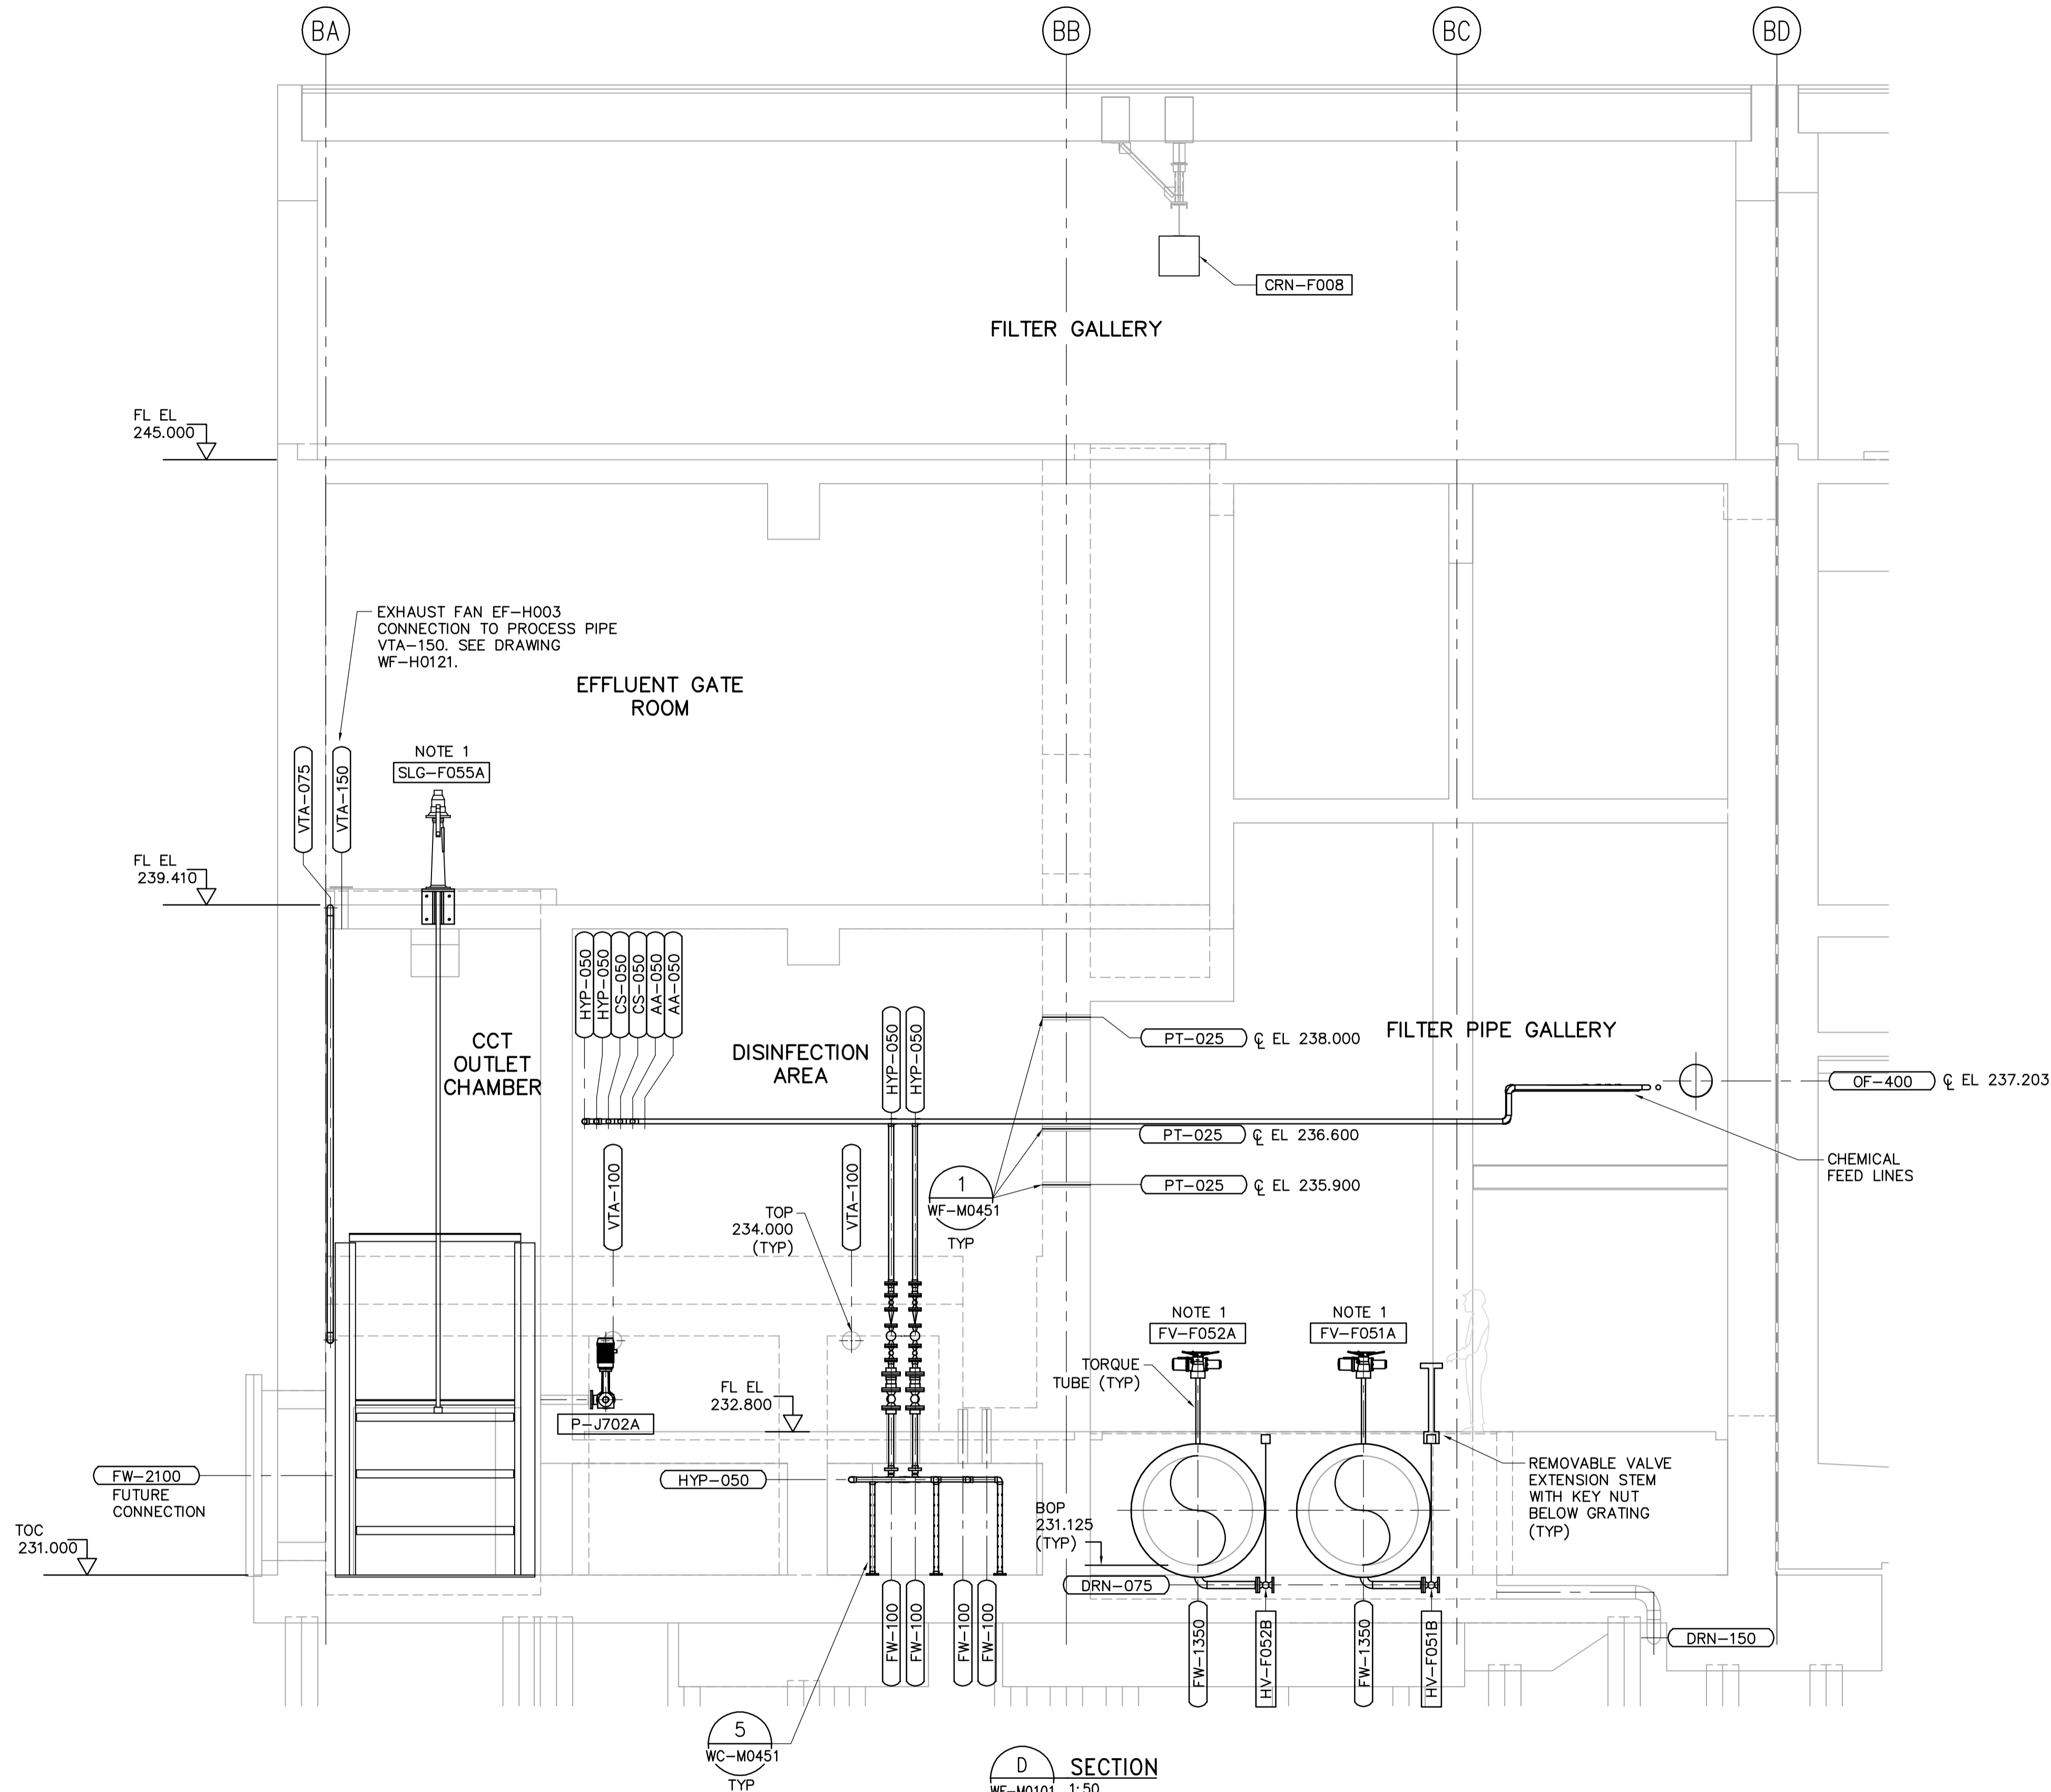 BA
BB
BC
BD
CRN-F008
FILTER GALLERY
FL EL
245.000
EXHAUST FAN EF-H003
CONNECTION TO PROCESS PIPE
VTA-150. SEE DRAWING
WF-H0121.
EFFLUENT GATE
ROOM
VTA-075
VTA-150
NOTE 1
SLG-F055A
FL EL
239.410
HYP-050
HYP-050
CS-050
CS-050
AA-050
AA-050
CCT
OUTLET
CHAMBER
DISINFECTION
AREA
HYP-050
HYP-050
PT-025 ℄ EL 238.000
FILTER PIPE GALLERY
OF-400 ℄ EL 237.203
PT-025 ℄ EL 236.600
PT-025 ℄ EL 235.900
CHEMICAL
FEED LINES
1
WF-M0451
TYP
VTA-100
VTA-100
TOP
234.000
(TYP)
NOTE 1
FV-F052A
NOTE 1
FV-F051A
TORQUE
TUBE (TYP)
FL EL
232.800
P-J702A
FW-2100
FUTURE
CONNECTION
HYP-050
REMOVABLE VALVE
EXTENSION STEM
WITH KEY NUT
BELOW GRATING
(TYP)
BOP
231.125
(TYP)
TOC
231.000
DRN-075
FW-100
FW-100
FW-100
FW-100
FW-1350
HV-F052B
FW-1350
HV-F051B
DRN-150
5
WC-M0451
TYP
D SECTION
WF-M0101 1:50